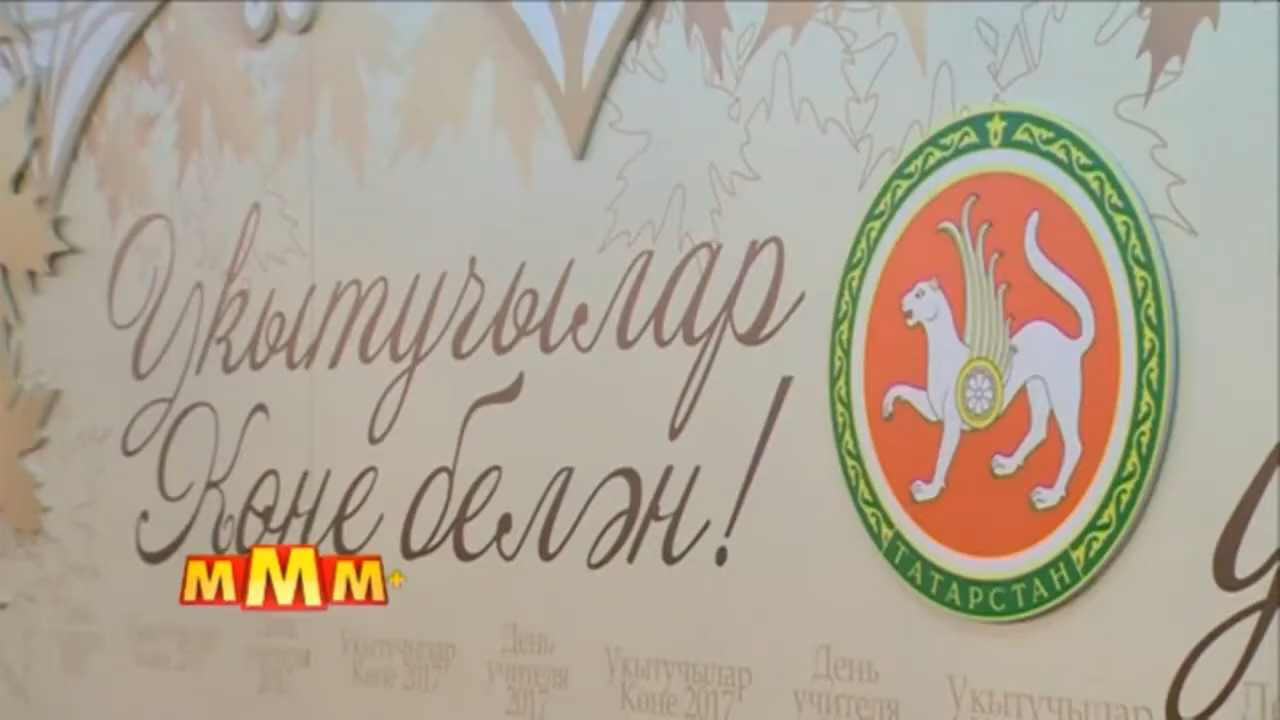 Укытучылар
Көне белән!
ТАТАРСТАН
МММ+
Укытучылар
Көне 2017
День
учителя
2017
Укытучылар
Көне 2017
День
учителя
Укытучылар